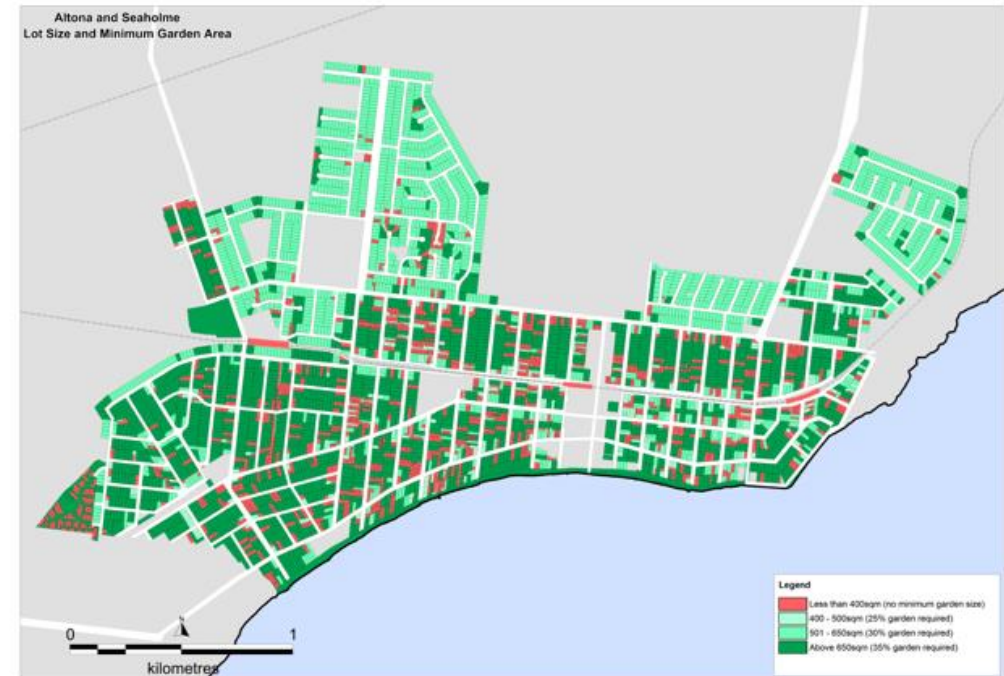 Altona and Seaholme
Lot Size and Minimum Garden Area
Legend
Less than 400sqm (no minimum garden size)
400 - 500sqm (25% garden required)
501 - 650sqm (30% garden required)
Above 650sqm (35% garden required)
N
0 1
kilometres